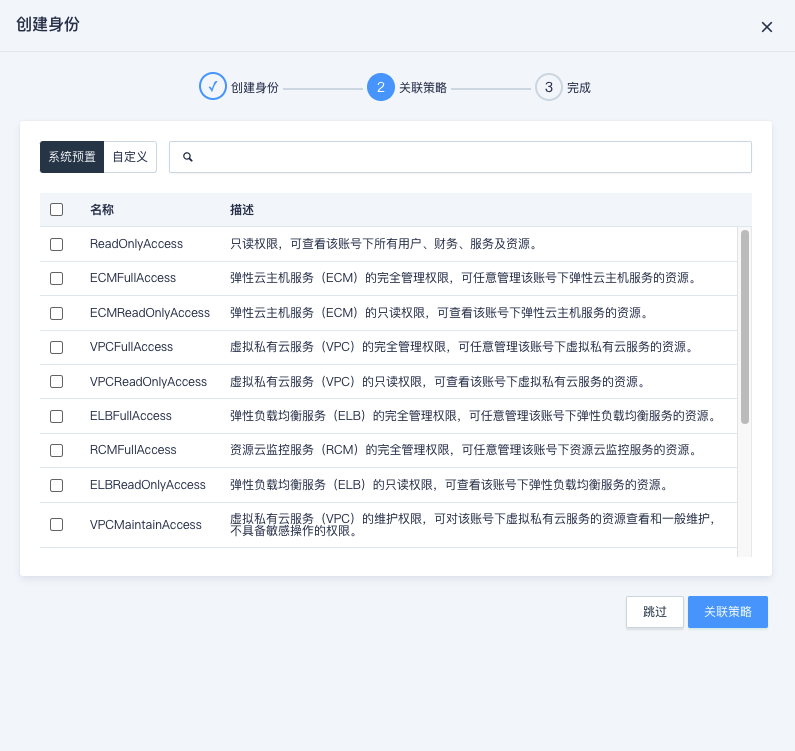 创建身份
创建身份 2 关联策略 3 完成
系统预置 自定义
名称 描述
ReadOnlyAccess 只读权限，可查看该账号下所有用户、财务、服务及资源。
ECMFullAccess 弹性云主机服务（ECM）的完全管理权限，可任意管理该账号下弹性云主机服务的资源。
ECMReadOnlyAccess 弹性云主机服务（ECM）的只读权限，可查看该账号下弹性云主机服务的资源。
VPCFullAccess 虚拟私有云服务（VPC）的完全管理权限，可任意管理该账号下虚拟私有云服务的资源。
VPCReadOnlyAccess 虚拟私有云服务（VPC）的只读权限，可查看该账号下虚拟私有云服务的资源。
ELBFullAccess 弹性负载均衡服务（ELB）的完全管理权限，可任意管理该账号下弹性负载均衡服务的资源。
RCMFullAccess 资源云监控服务（RCM）的完全管理权限，可任意管理该账号下资源云监控服务的资源。
ELBReadOnlyAccess 弹性负载均衡服务（ELB）的只读权限，可查看该账号下弹性负载均衡服务的资源。
VPCMaintainAccess 虚拟私有云服务（VPC）的维护权限，可对该账号下虚拟私有云服务的资源查看和一般维护，
不具备敏感操作的权限。
跳过 关联策略